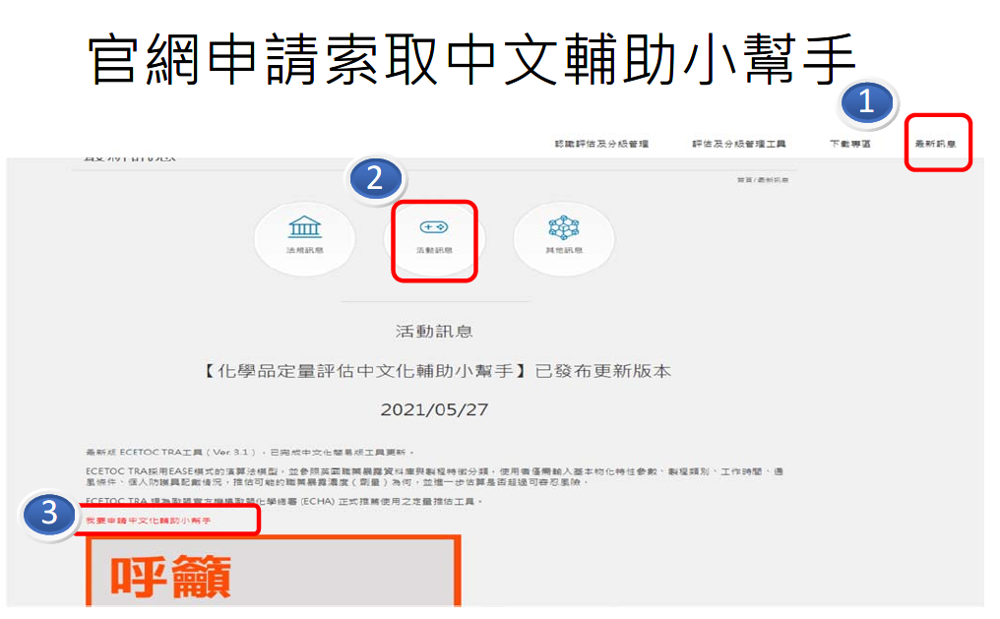 官網申請索取中文輔助小幫手
1
認識評估及分級管理 評估及分級管理工具 下載專區 最新訊息
2
首頁/最新訊息
法規訊息 活動訊息 其他訊息
活動訊息
【化學品定量評估中文化輔助小幫手】已發布更新版本
2021/05/27
最新版 ECETOC TRA工具（Ver. 3.1），已完成中文化簡易版工具更新。
ECETOC TRA採用EASE模式的演算法模型，並參照英國職業暴露資料庫與製程特徵分類，使用者僅需輸入基本物化特性參數、製程類別、工作時間、通
風條件、個人防護具配戴情況，推估可能的職業暴露濃度（劑量）為何，並進一步估算是否超過可容忍風險。
ECETOC TRA 現為歐盟官方機構歐盟化學總署 (ECHA) 正式推薦使用之定量推估工具。
3
我要申請中文化輔助小幫手
呼籲